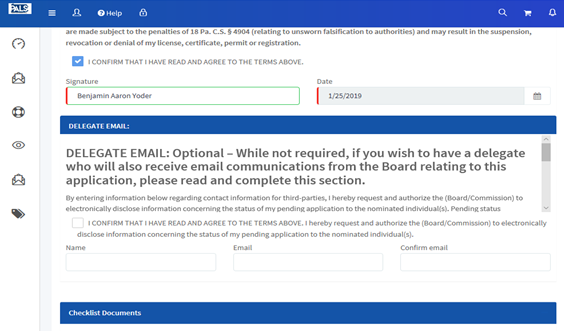 PALS
Help
are made subject to the penalties of 18 Pa. C.S. § 4904 (relating to unsworn falsification to authorities) and may result in the suspension,
revocation or denial of my license, certificate, permit or registration.
I CONFIRM THAT I HAVE READ AND AGREE TO THE TERMS ABOVE.
Signature Date
Benjamin Aaron Yoder 1/25/2019
DELEGATE EMAIL:
DELEGATE EMAIL: Optional – While not required, if you wish to have a delegate
who will also receive email communications from the Board relating to this
application, please read and complete this section.
By entering information below regarding contact information for third-parties, I hereby request and authorize the (Board/Commission) to
electronically disclose information concerning the status of my pending application to the nominated individual(s). Pending status
I CONFIRM THAT I HAVE READ AND AGREE TO THE TERMS ABOVE. I hereby request and authorize the (Board/Commission) to electronically
disclose information concerning the status of my pending application to the nominated individual(s).
Name Email Confirm email
Checklist Documents